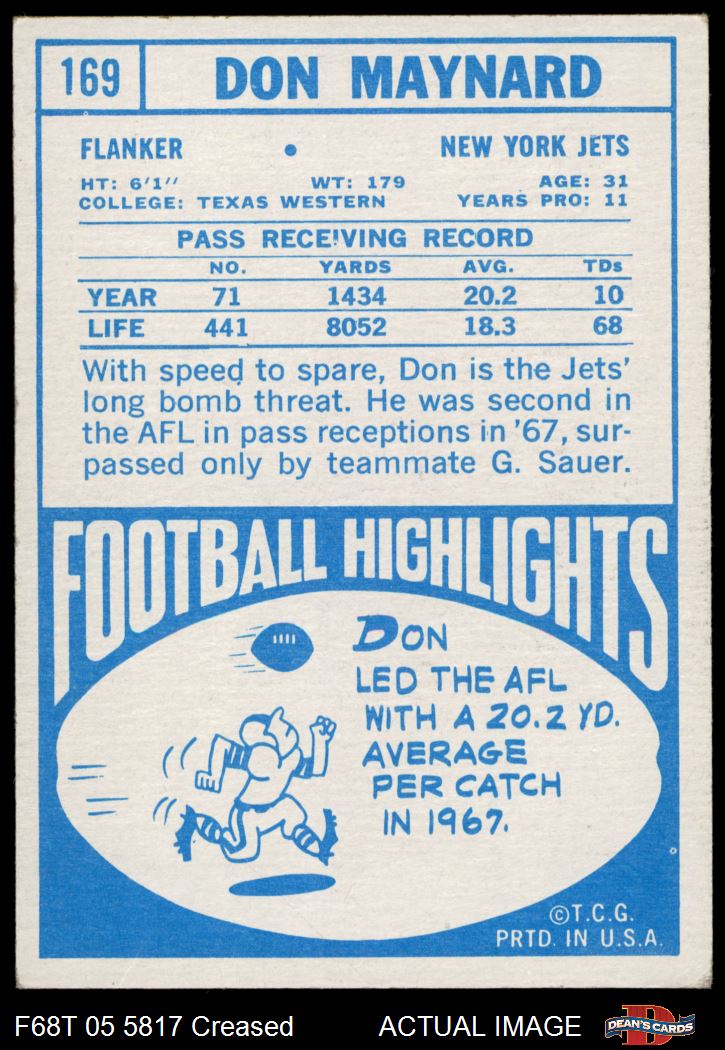 169 DON MAYNARD
FLANKER • NEW YORK JETS
HT: 6'1" WT: 179 AGE: 31
COLLEGE: TEXAS WESTERN YEARS PRO: 11
PASS RECEIVING RECORD
NO. YARDS AVG. TDs
YEAR 71 1434 20.2 10
LIFE 441 8052 18.3 68
With speed to spare, Don is the Jets'
long bomb threat. He was second in
the AFL in pass receptions in '67, sur-
passed only by teammate G. Sauer.
FOOTBALL HIGHLIGHTS
DON
LED THE AFL
WITH A 20.2 YD.
AVERAGE
PER CATCH
IN 1967.
©T.C.G.
PRTD. IN U.S.A.
F68T 05 5817 Creased ACTUAL IMAGE
D
DEAN'S CARDS